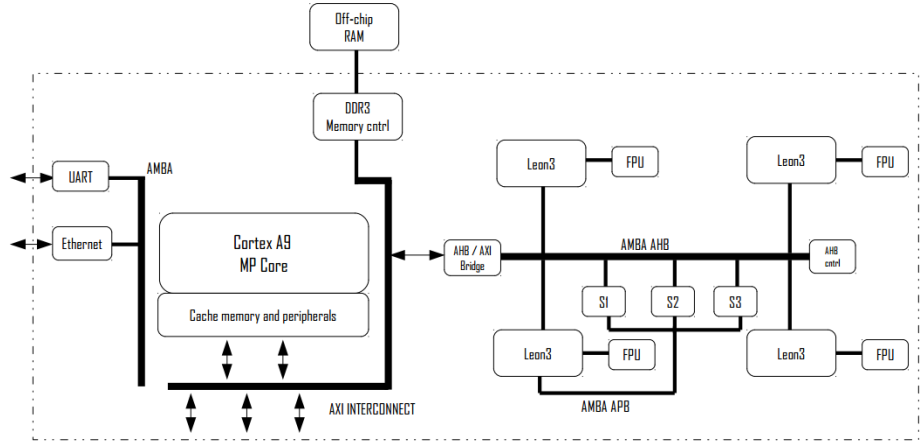 Off-chip
RAM
DDR3
Memory cntrl
UART
AMBA
Ethernet
Cortex A9
MP Core
Cache memory and peripherals
AXI INTERCONNECT
AHB / AXI
Bridge
Leon3
FPU
Leon3
FPU
AMBA AHB
AHB
cntrl
S1
S2
S3
Leon3
FPU
Leon3
FPU
AMBA APB